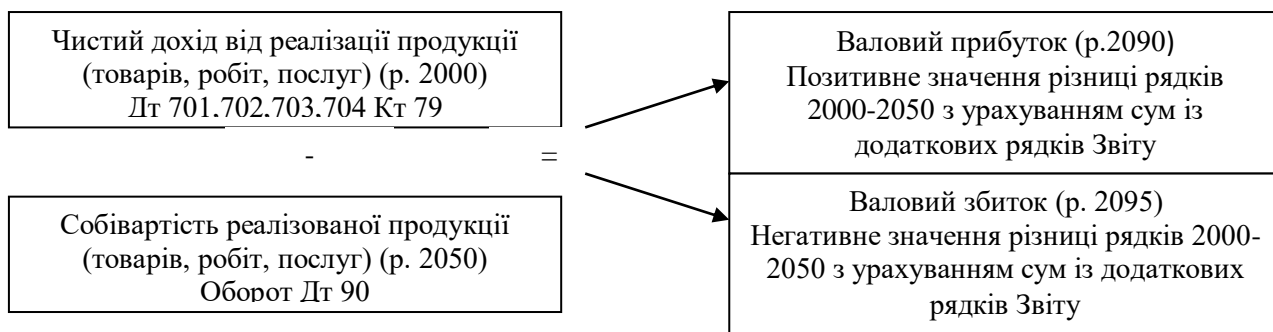 Чистий дохід від реалізації продукції
(товарів, робіт, послуг) (р. 2000)
Дт 701,702,703,704 Кт 79
- =
Собівартість реалізованої продукції
(товарів, робіт, послуг) (р. 2050)
Оборот Дт 90
Валовий прибуток (р.2090)
Позитивне значення різниці рядків
2000-2050 з урахуванням сум із
додаткових рядків Звіту
Валовий збиток (р. 2095)
Негативне значення різниці рядків 2000-
2050 з урахуванням сум із додаткових
рядків Звіту